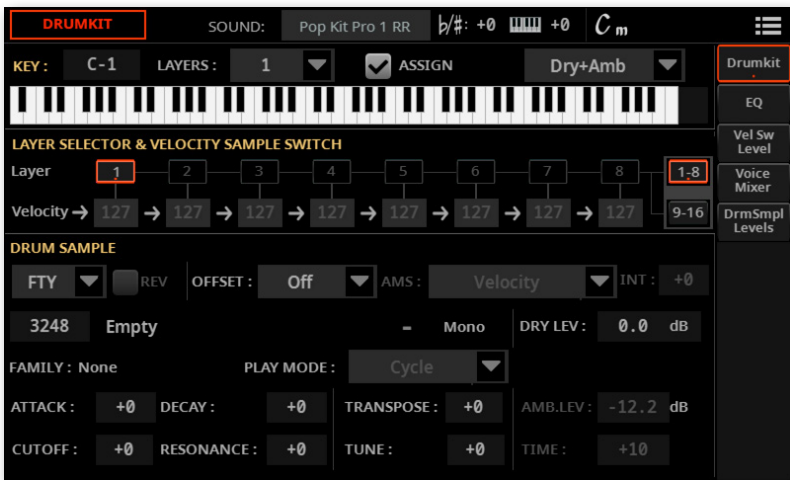 DRUMKIT SOUND: Pop Kit Pro 1 RR ♭/♯: +0 +0 Cm
KEY : C-1 LAYERS : 1 ASSIGN Dry+Amb Drumkit
EQ
LAYER SELECTOR & VELOCITY SAMPLE SWITCH Vel Sw Level
Layer 1 2 3 4 5 6 7 8 1-8 Voice Mixer
Velocity → 127 → 127 → 127 → 127 → 127 → 127 → 127 → 127 9-16 DrmSmpl Levels
DRUM SAMPLE
FTY REV OFFSET : Off AMS : Velocity INT : +0
3248 Empty – Mono DRY LEV : 0.0 dB
FAMILY : None PLAY MODE : Cycle
ATTACK : +0 DECAY : +0 TRANSPOSE : +0 AMB.LEV : -12.2 dB
CUTOFF : +0 RESONANCE : +0 TUNE : +0 TIME : +10